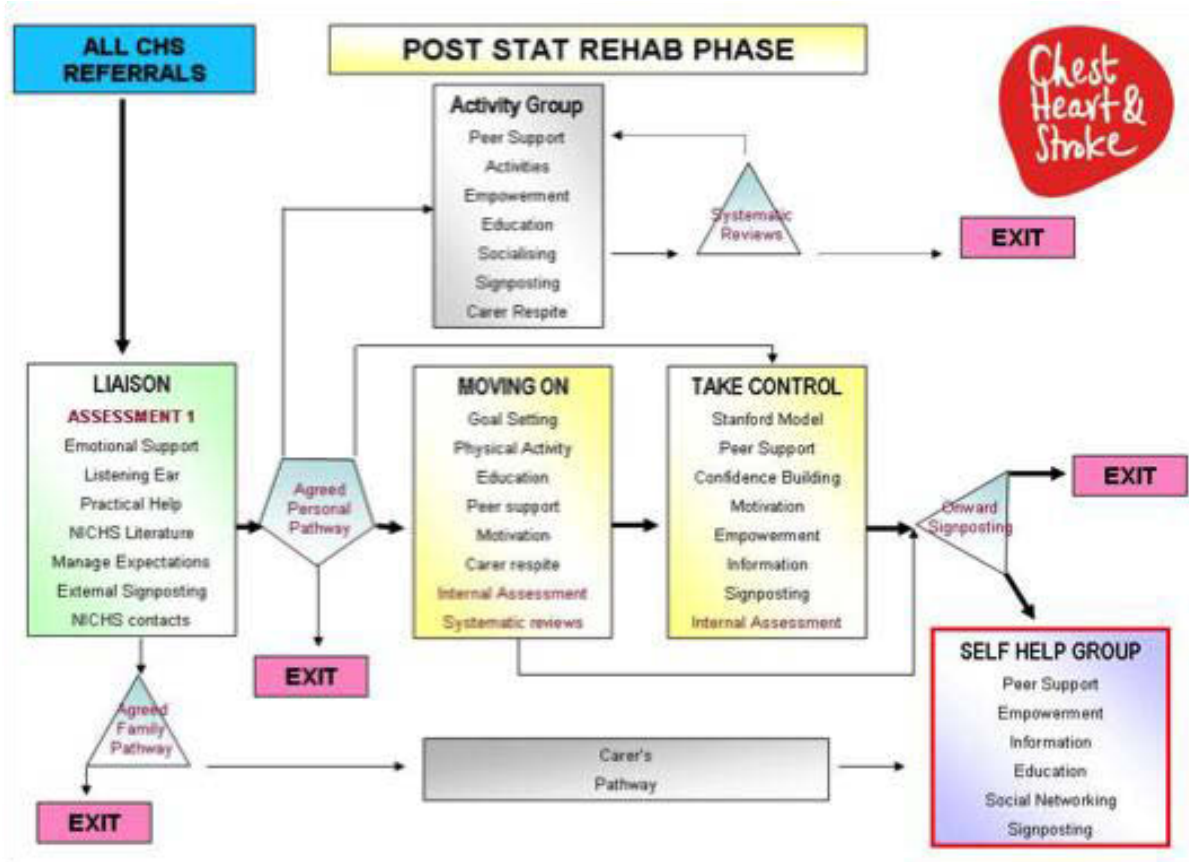 ALL CHS
REFERRALS
POST STAT REHAB PHASE
Chest
Heart &
Stroke
Activity Group
Peer Support
Activities
Empowerment
Education
Socialising
Signposting
Carer Respite
Systematic
Reviews
EXIT
LIAISON
ASSESSMENT 1
Emotional Support
Listening Ear
Practical Help
NICHS Literature
Manage Expectations
External Signposting
NICHS contacts
Agreed
Personal
Pathway
EXIT
MOVING ON
Goal Setting
Physical Activity
Education
Peer support
Motivation
Carer respite
Internal Assessment
Systematic reviews
TAKE CONTROL
Stanford Model
Peer Support
Confidence Building
Motivation
Empowerment
Information
Signposting
Internal Assessment
Onward
Signposting
EXIT
SELF HELP GROUP
Peer Support
Empowerment
Information
Education
Social Networking
Signposting
Agreed
Family
Pathway
EXIT
Carer's
Pathway